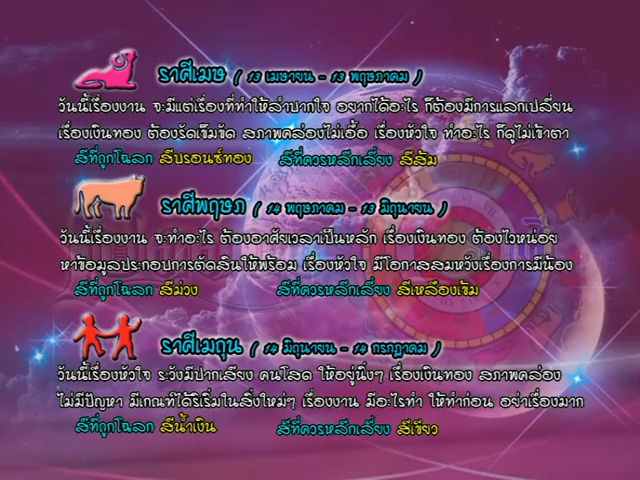 ราศีเมษ ( 13 เมษายน - 13 พฤษภาคม )
วันนี้เรื่องงาน จะมีแต่เรื่องที่ทำให้ลำบากใจ อยากได้อะไร ก็ต้องมีการแลกเปลี่ยน
เรื่องเงินทอง ต้องรัดเข็มขัด สภาพคล่องไม่เอื้อ เรื่องหัวใจ ทำอะไร ก็ดูไม่เข้าตา
สีที่ถูกโฉลก สีบรอนซ์ทอง สีที่ควรหลีกเลี่ยง สีส้ม
ราศีพฤษภ ( 14 พฤษภาคม - 13 มิถุนายน )
วันนี้เรื่องงาน จะทำอะไร ต้องอาศัยเวลาเป็นหลัก เรื่องเงินทอง ต้องไวหน่อย
หาข้อมูลประกอบการตัดสินให้พร้อม เรื่องหัวใจ มีโอกาสสมหวังเรื่องการมีน้อง
สีที่ถูกโฉลก สีม่วง สีที่ควรหลีกเลี่ยง สีเหลืองเข้ม
ราศีเมถุน ( 14 มิถุนายน - 14 กรกฎาคม )
วันนี้เรื่องหัวใจ ระวังมีปากเสียง คนโสด ให้อยู่นิ่งๆ เรื่องเงินทอง สภาพคล่อง
ไม่มีปัญหา มีเกณฑ์ได้ริเริ่มในสิ่งใหม่ๆ เรื่องงาน มีอะไรทำ ให้ทำก่อน อย่าเรื่องมาก
สีที่ถูกโฉลก สีน้ำเงิน สีที่ควรหลีกเลี่ยง สีเขียว